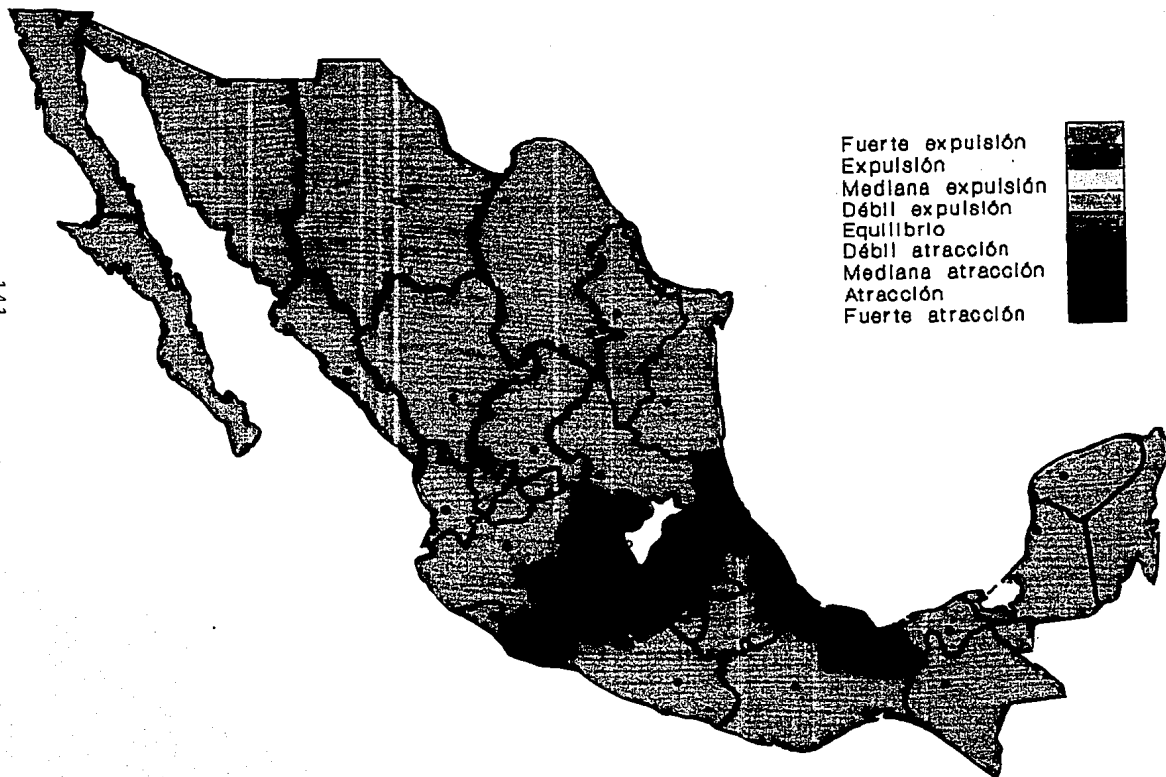 Fuerte expulsión
Expulsión
Mediana expulsión
Débil expulsión
Equilibrio
Débil atracción
Mediana atracción
Atracción
Fuerte atracción